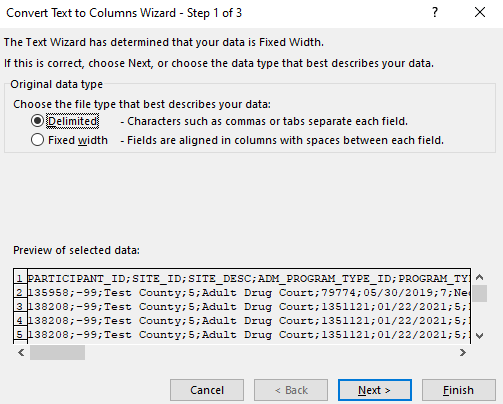 Convert Text to Columns Wizard - Step 1 of 3 ?
The Text Wizard has determined that your data is Fixed Width.
If this is correct, choose Next, or choose the data type that best describes your data.
Original data type
Choose the file type that best describes your data:
Delimited - Characters such as commas or tabs separate each field.
Fixed width - Fields are aligned in columns with spaces between each field.
Preview of selected data:
1 PARTICIPANT_ID;SITE_ID;SITE_DESC;ADM_PROGRAM_TYPE_ID;PROGRAM_TY
2 135958;-99;Test County;5;Adult Drug Court;79774;05/30/2019;7;Ne
3 138208;-99;Test County;5;Adult Drug Court;1351121;01/22/2021;5;
4 138208;-99;Test County;5;Adult Drug Court;1351121;01/22/2021;5;
5 138208;-99;Test County;5;Adult Drug Court;1351121;01/22/2021;5;
Cancel < Back Next > Finish